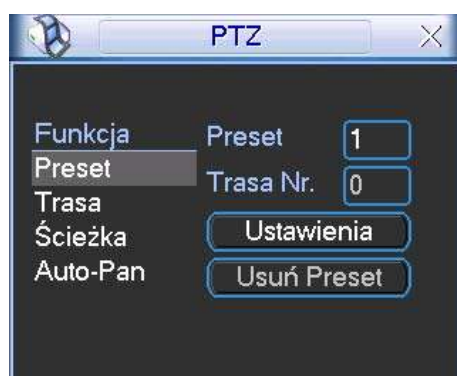 PTZ
Funkcja
Preset
Trasa
Ścieżka
Auto-Pan
Preset 1
Trasa Nr. 0
Ustawienia
Usuń Preset